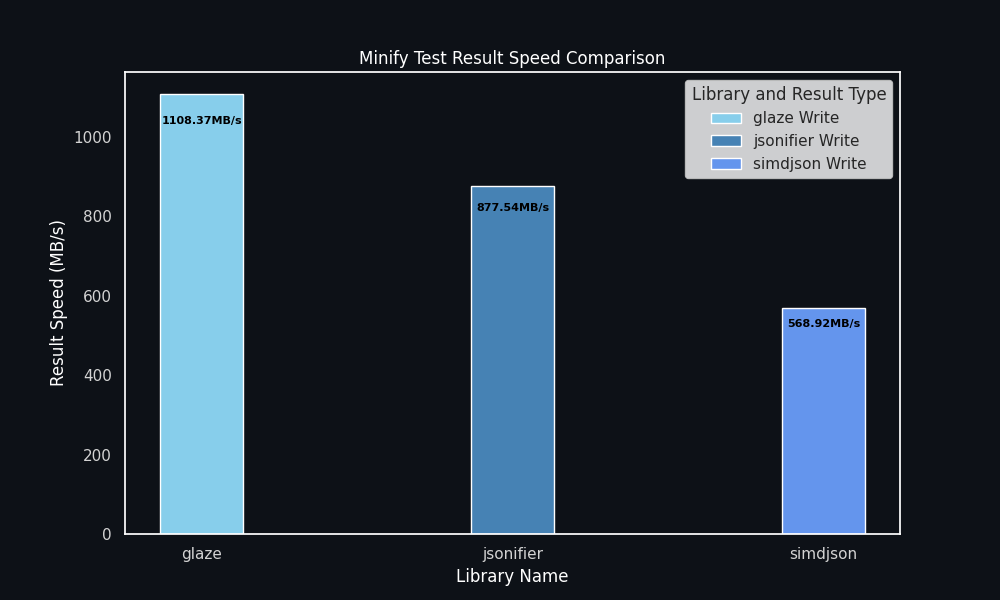 Minify Test Result Speed Comparison
Library and Result Type
glaze Write
jsonifier Write
simdjson Write
1108.37MB/s
877.54MB/s
568.92MB/s
Result Speed (MB/s)
1000
800
600
400
200
0
glaze
jsonifier
simdjson
Library Name